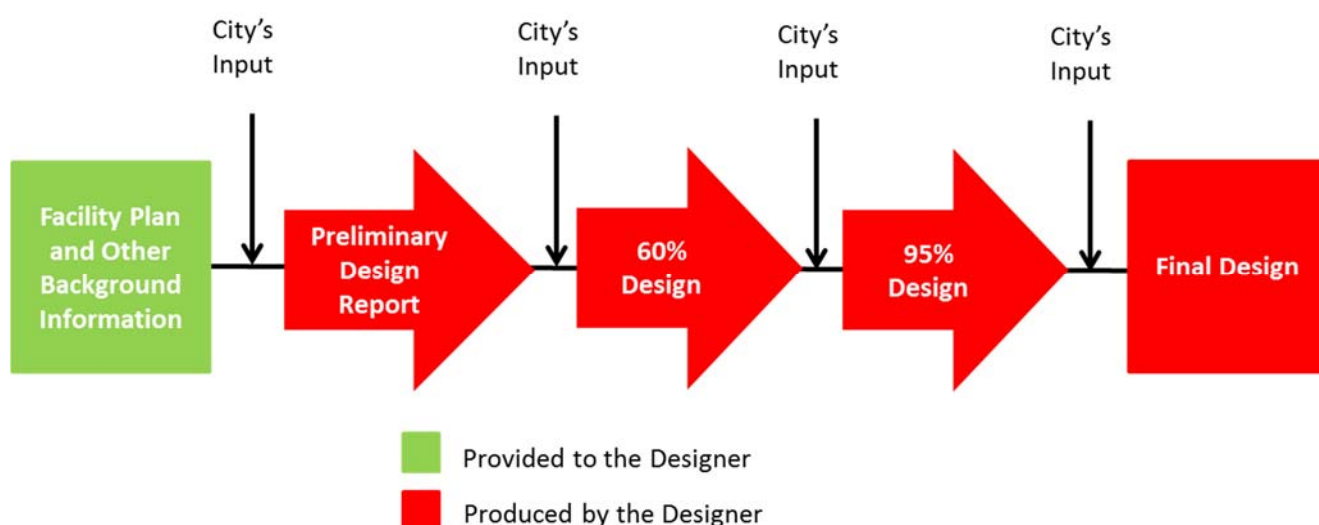 City's
Input
City's
Input
City's
Input
City's
Input
Facility Plan
and Other
Background
Information
Preliminary
Design
Report
60%
Design
95%
Design
Final Design
Provided to the Designer
Produced by the Designer